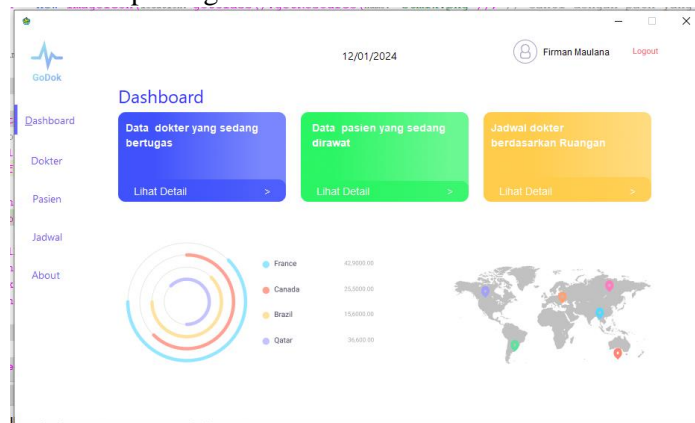 12/01/2024
Firman Maulana
Logout
GoDok
Dashboard
Dashboard
Dokter
Pasien
Jadwal
About
Data dokter yang sedang
bertugas
Lihat Detail >
Data pasien yang sedang
dirawat
Lihat Detail >
Jadwal dokter
berdasarkan Ruangan
Lihat Detail >
France
Canada
Brazil
Qatar